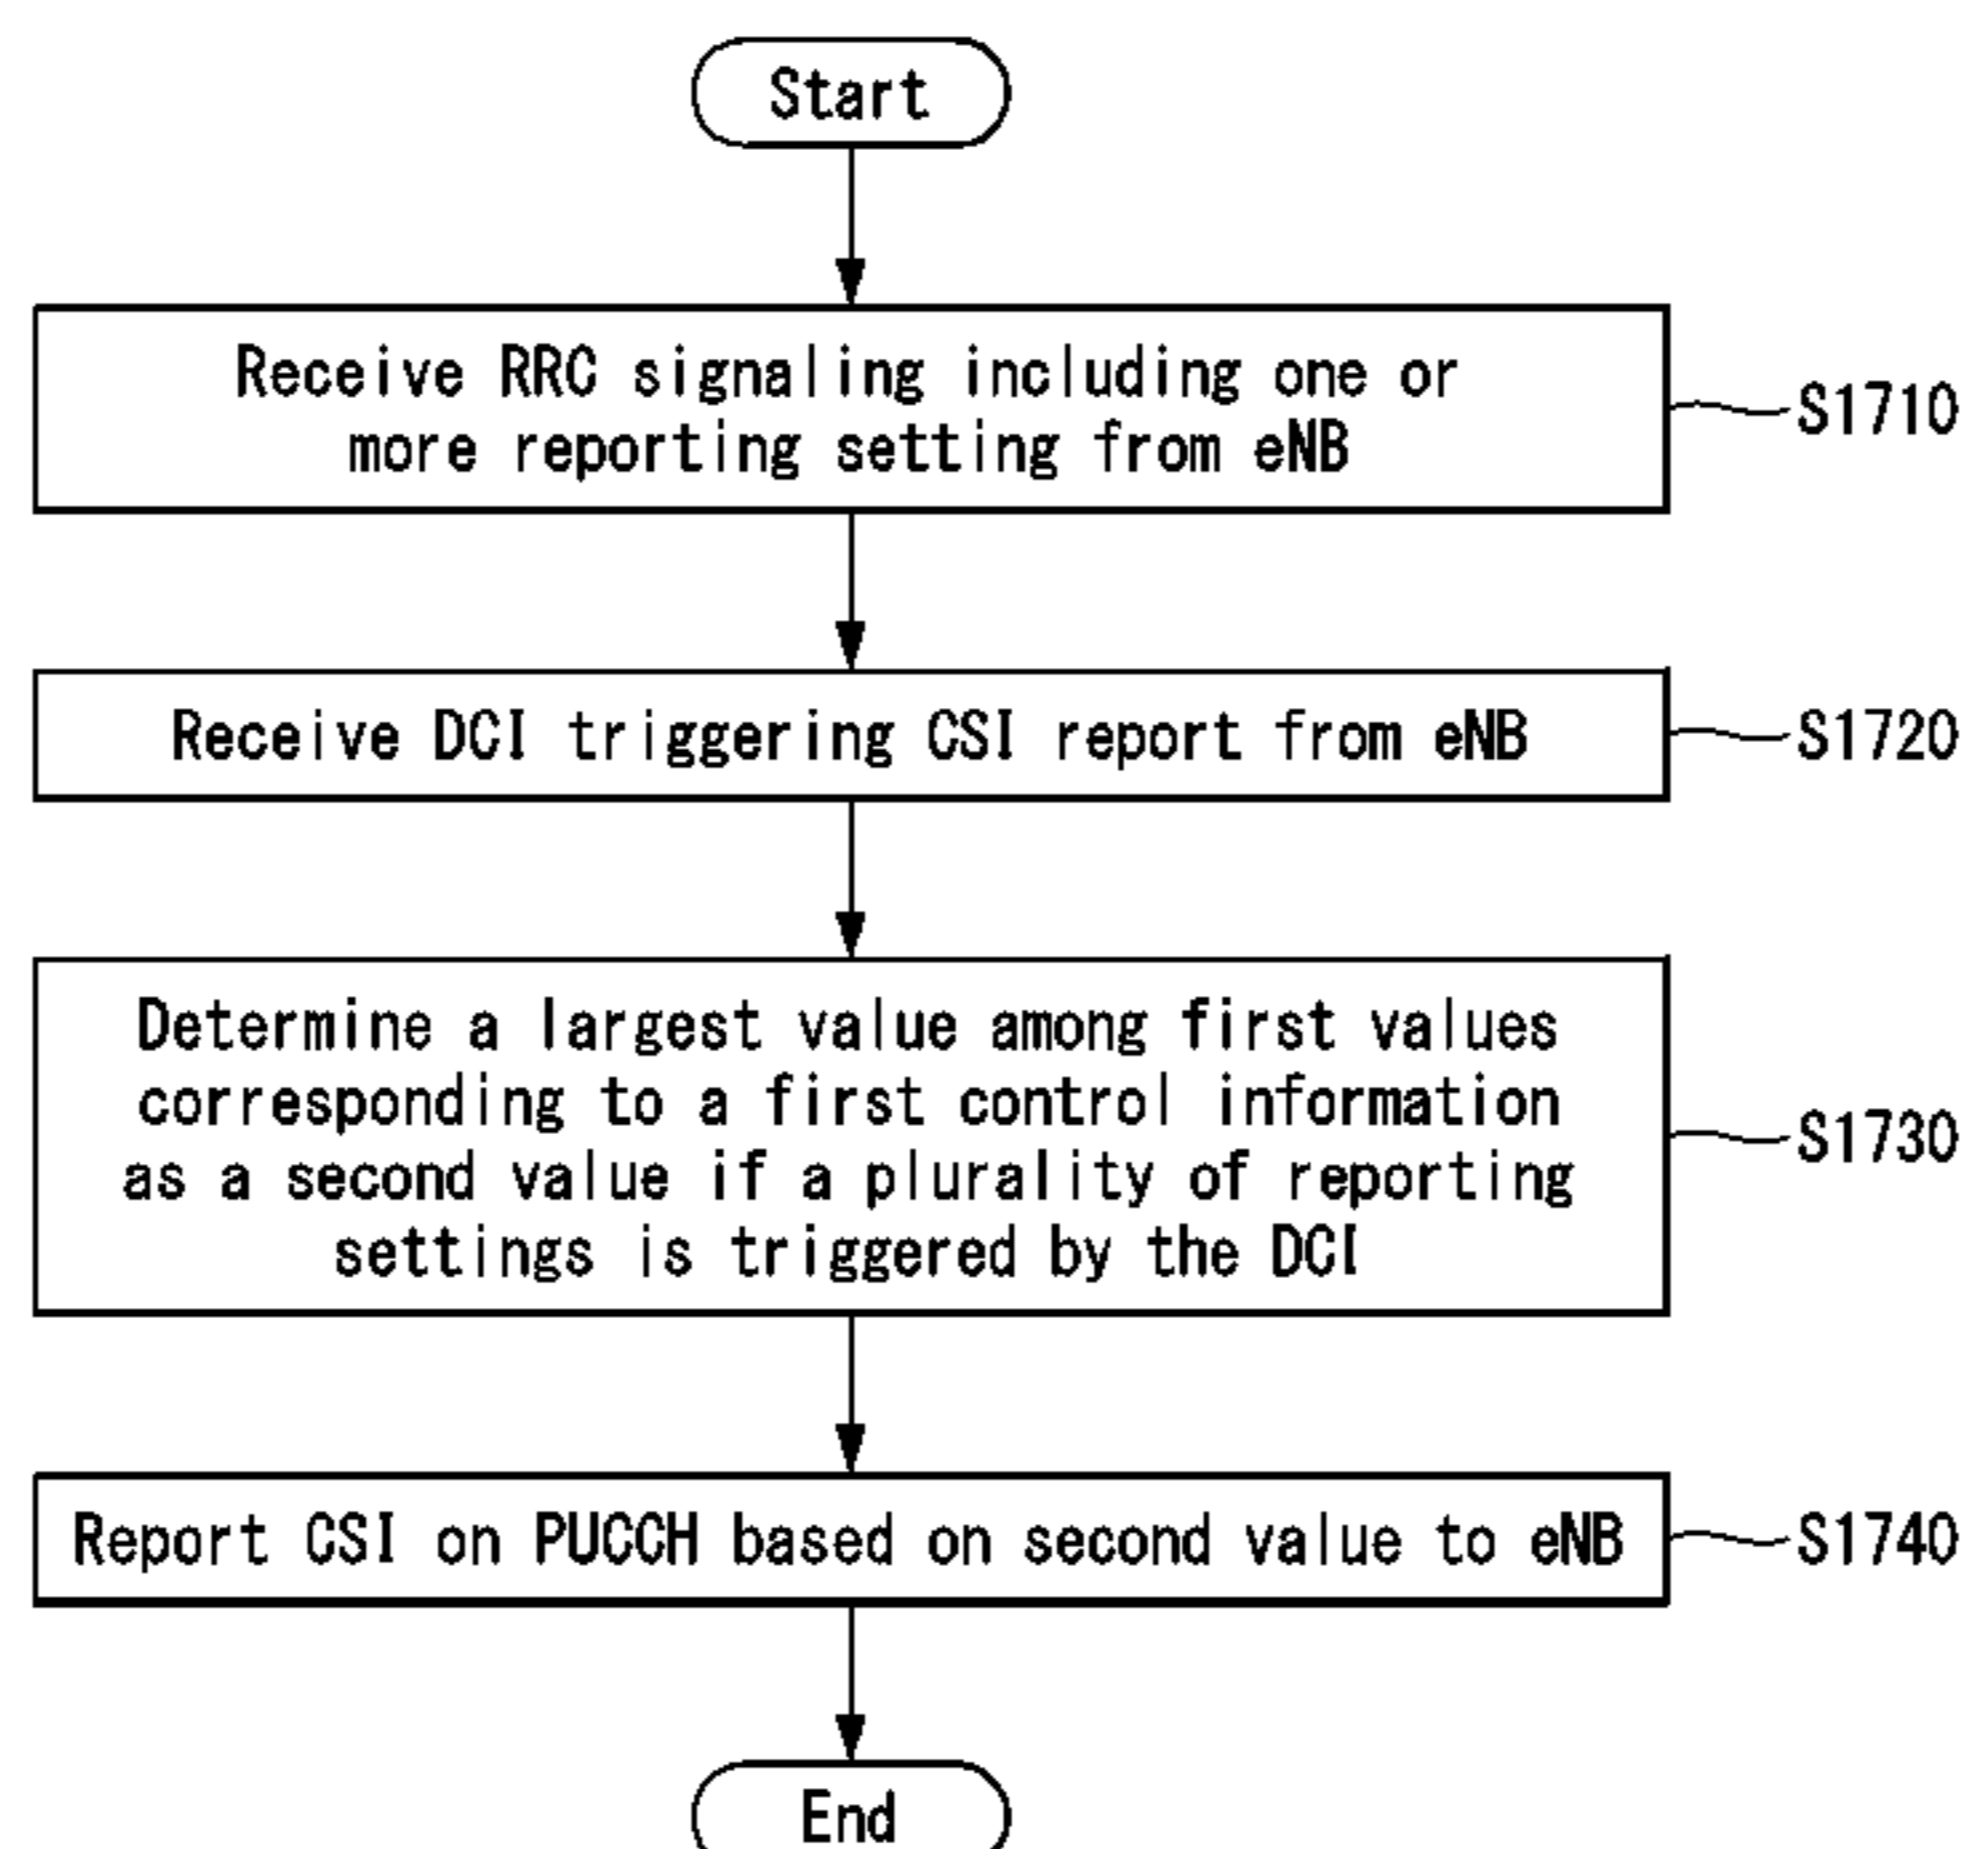 Start
Receive RRC signaling including one or
more reporting setting from eNB
S1710
Receive DCI triggering CSI report from eNB
S1720
Determine a largest value among first values
corresponding to a first control information
as a second value if a plurality of reporting
settings is triggered by the DCI
S1730
Report CSI on PUCCH based on second value to eNB
S1740
End